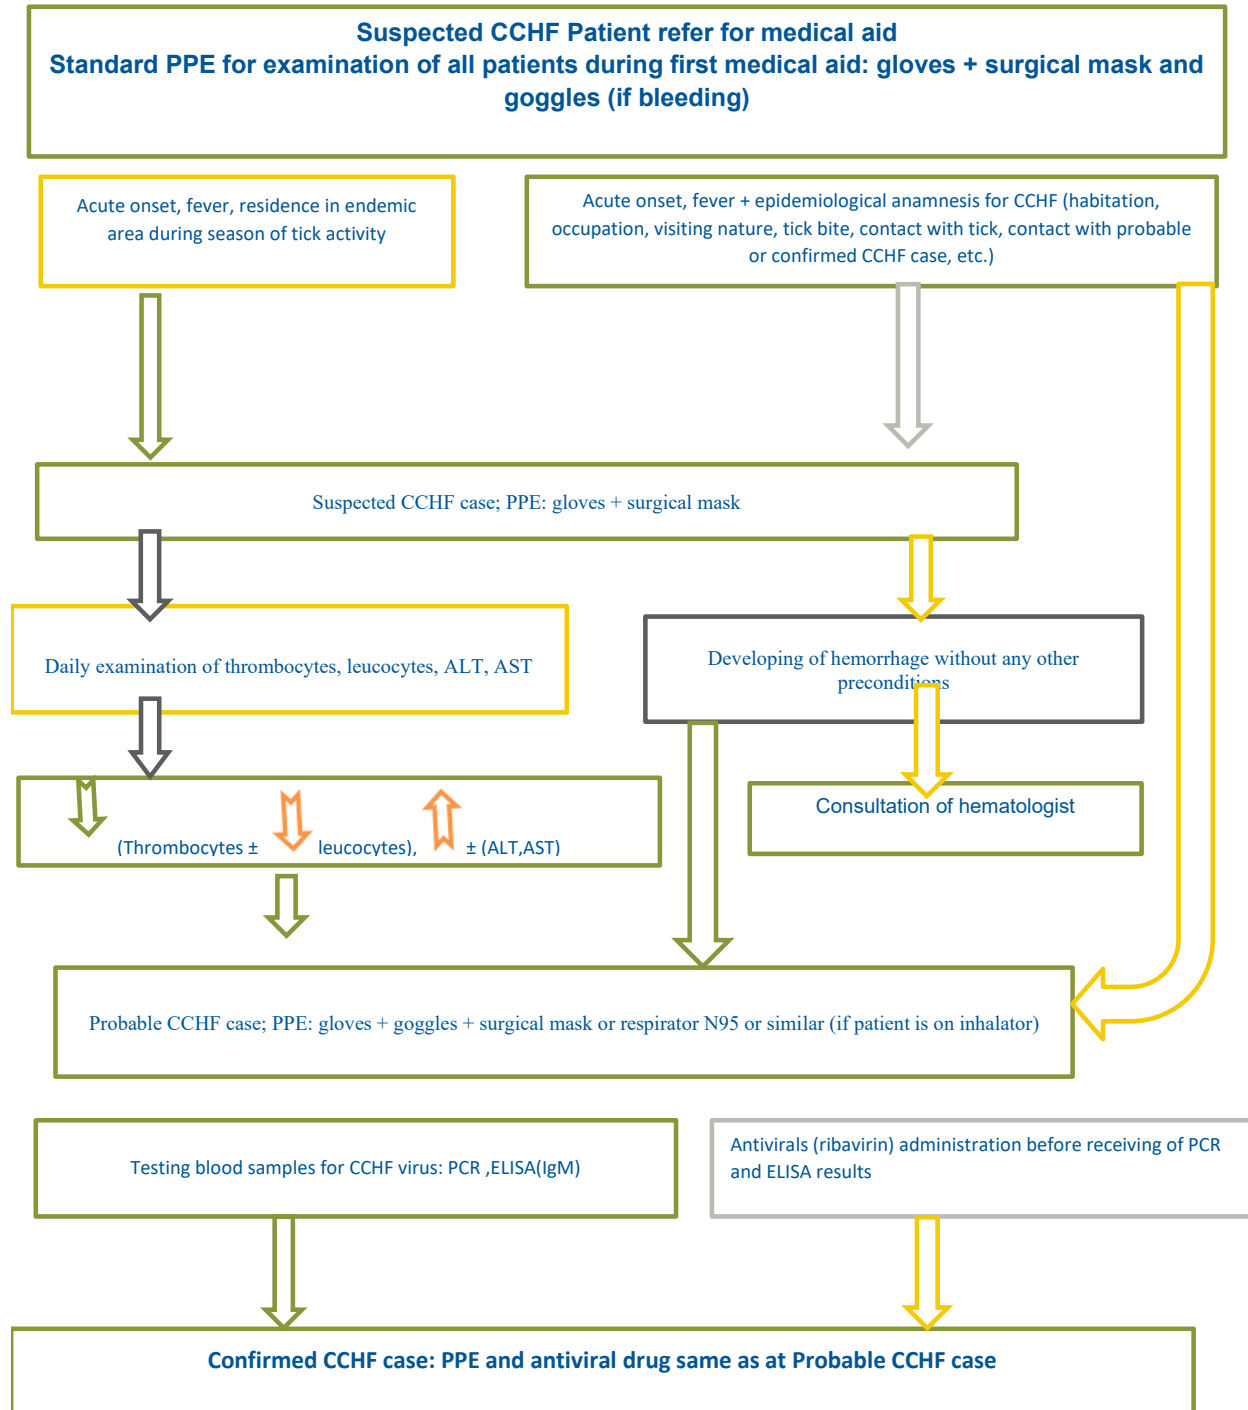 Suspected CCHF Patient refer for medical aid
Standard PPE for examination of all patients during first medical aid: gloves + surgical mask and
goggles (if bleeding)
Acute onset, fever, residence in endemic
area during season of tick activity
Acute onset, fever + epidemiological anamnesis for CCHF (habitation,
occupation, visiting nature, tick bite, contact with tick, contact with probable
or confirmed CCHF case, etc.)
Suspected CCHF case; PPE: gloves + surgical mask
Daily examination of thrombocytes, leucocytes, ALT, AST
Developing of hemorrhage without any other
preconditions
(Thrombocytes ± leucocytes), ± (ALT,AST)
Consultation of hematologist
Probable CCHF case; PPE: gloves + goggles + surgical mask or respirator N95 or similar (if patient is on inhalator)
Testing blood samples for CCHF virus: PCR ,ELISA(IgM)
Antivirals (ribavirin) administration before receiving of PCR
and ELISA results
Confirmed CCHF case: PPE and antiviral drug same as at Probable CCHF case